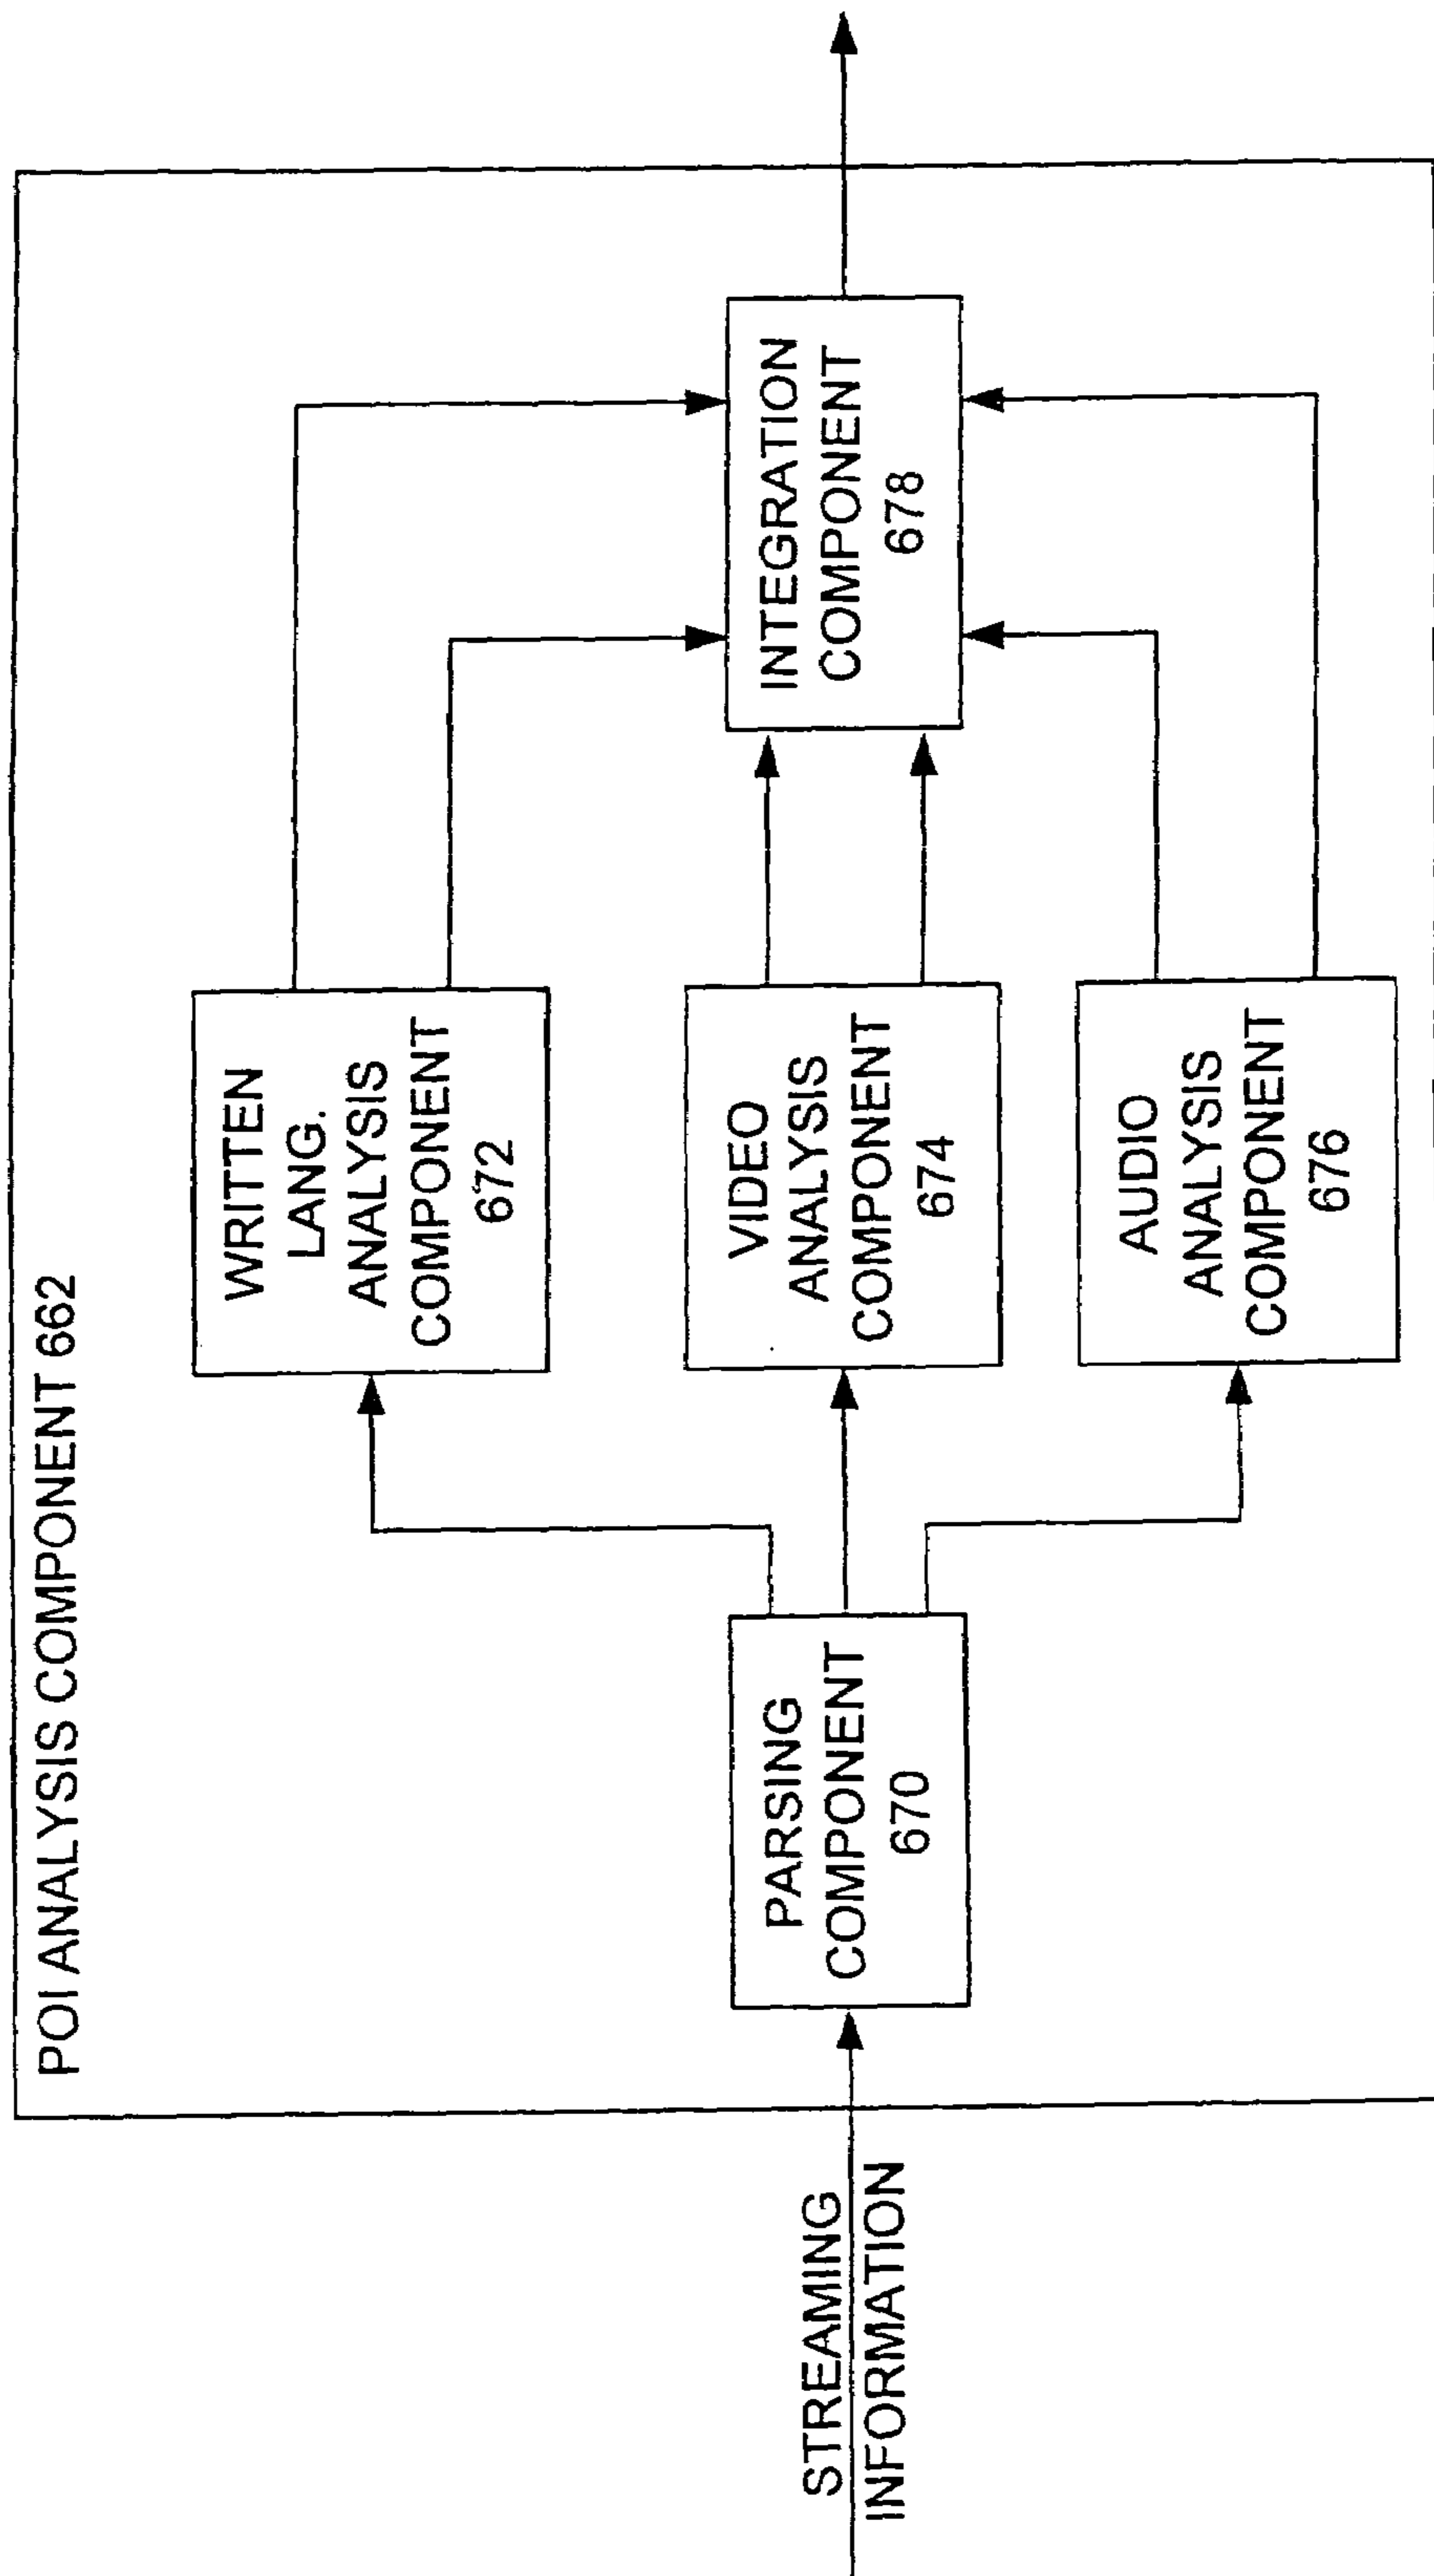 POI ANALYSIS COMPONENT 662
STREAMING
INFORMATION
PARSING
COMPONENT
670
WRITTEN
LANG.
ANALYSIS
COMPONENT
672
VIDEO
ANALYSIS
COMPONENT
674
AUDIO
ANALYSIS
COMPONENT
676
INTEGRATION
COMPONENT
678